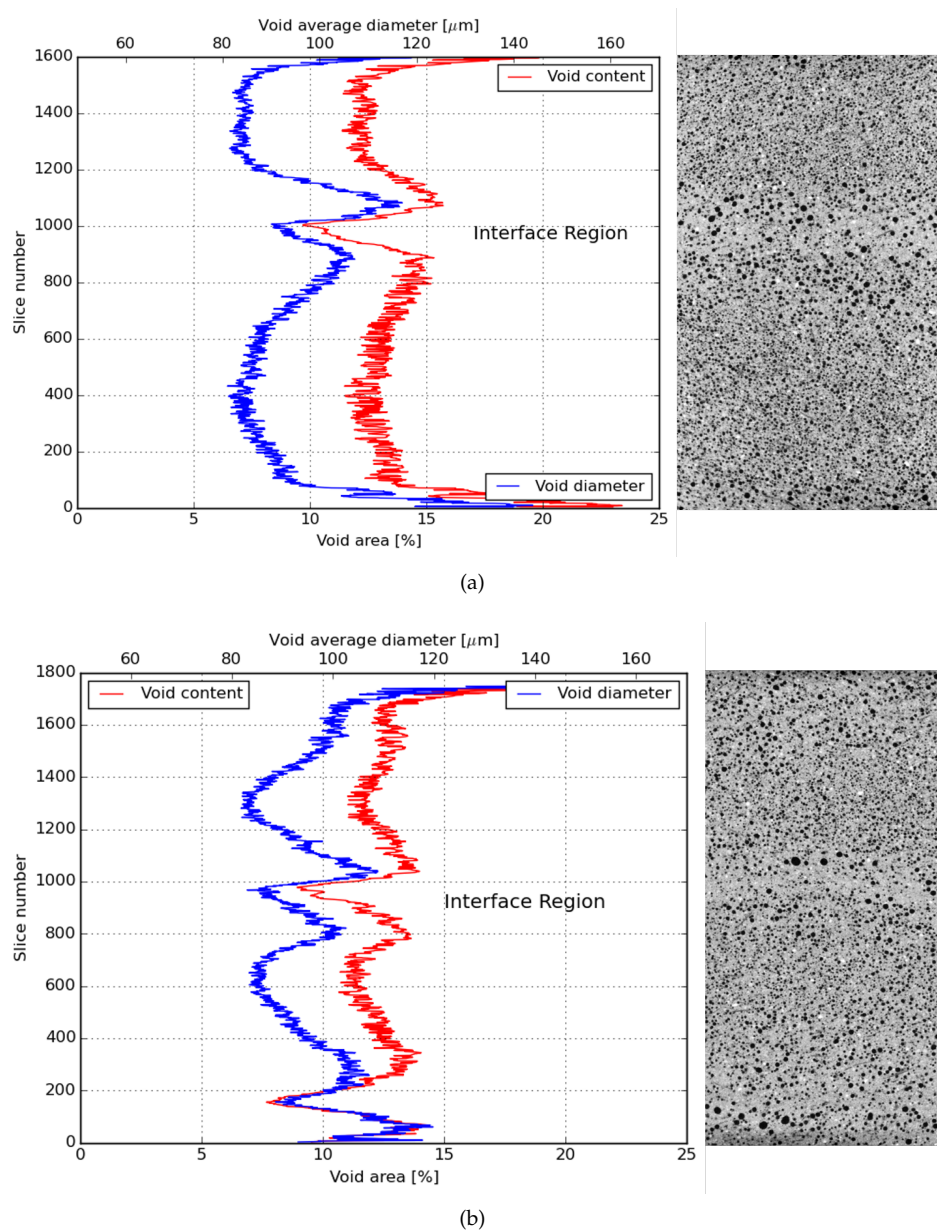 Void average diameter [μm]
60 80 100 120 140 160
1600
1400
1200
1000
800
600
400
200
0
Slice number
Void content
Interface Region
Void diameter
0 5 10 15 20 25
Void area [%]
(a)
Void average diameter [μm]
60 80 100 120 140 160
1800
1600
1400
1200
1000
800
600
400
200
0
Slice number
Void content
Void diameter
Interface Region
0 5 10 15 20 25
Void area [%]
(b)